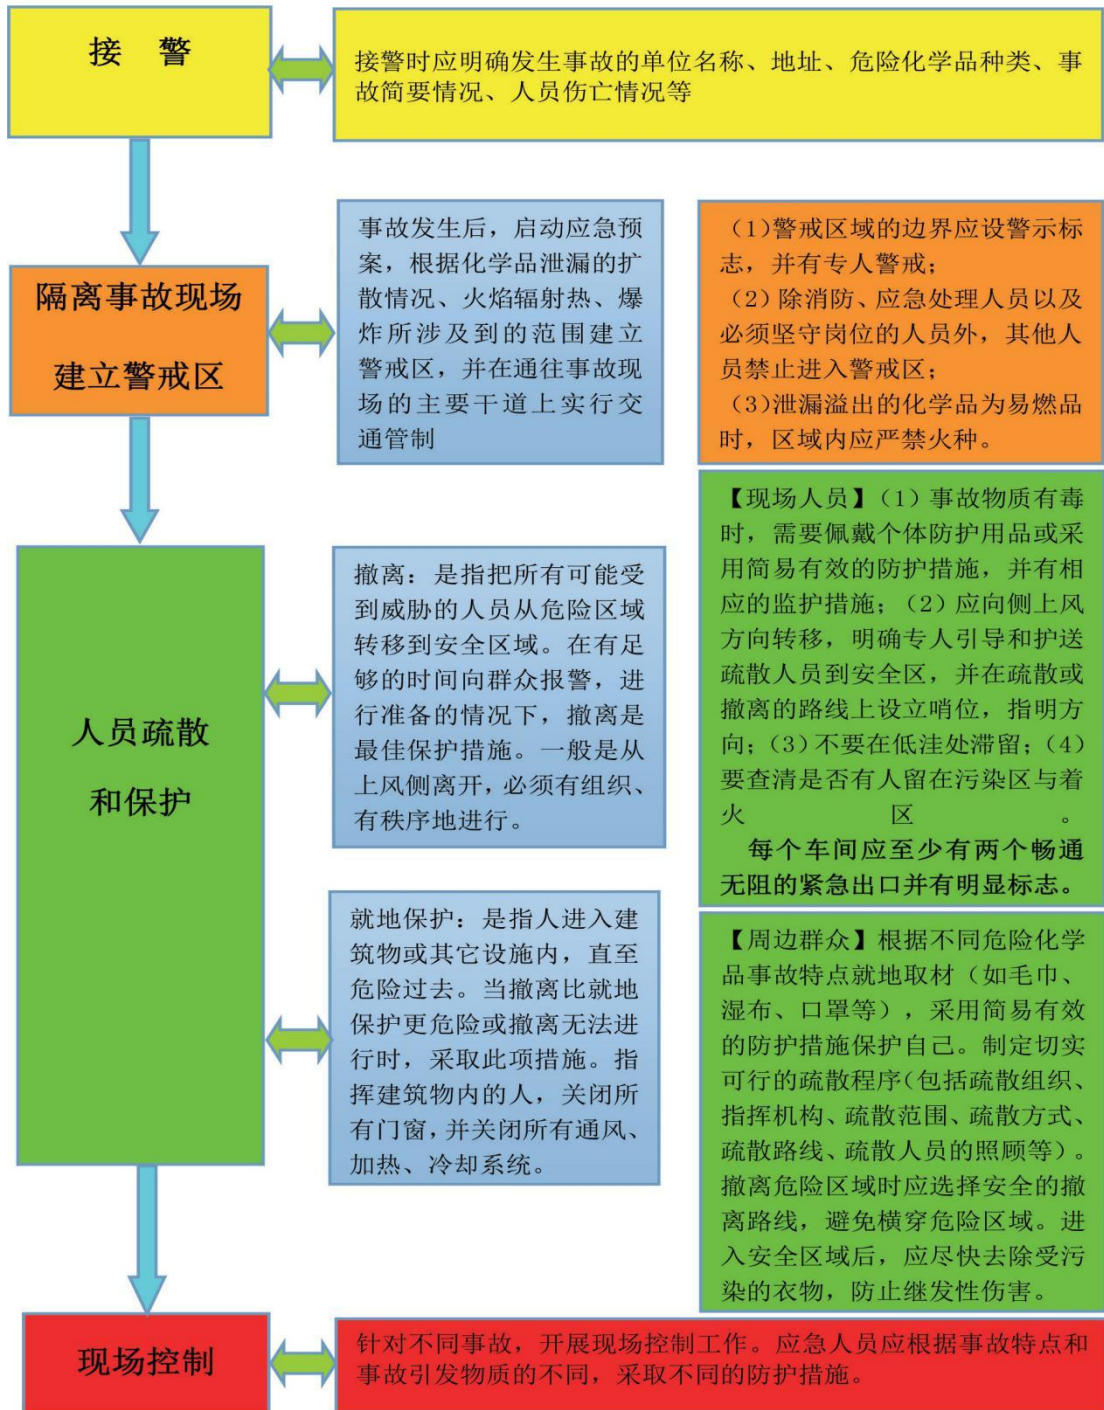 接 警
接警时应明确发生事故的单位名称、地址、危险化学品种类、事
故简要情况、人员伤亡情况等
隔离事故现场
建立警戒区
事故发生后，启动应急预
案，根据化学品泄漏的扩
散情况、火焰辐射热、爆
炸所涉及到的范围建立
警戒区，并在通往事故现
场的主要干道上实行交
通管制
（1)警戒区域的边界应设警示标
志，并有专人警戒；
（2）除消防、应急处理人员以及
必须坚守岗位的人员外，其他人
员禁止进入警戒区；
（3)泄漏溢出的化学品为易燃品
时，区域内应严禁火种。
人员疏散
和保护
撤离：是指把所有可能受
到威胁的人员从危险区域
转移到安全区域。在有足
够的时间向群众报警，进
行准备的情况下，撤离是
最佳保护措施。一般是从
上风侧离开，必须有组织、
有秩序地进行。
【现场人员】（1）事故物质有毒
时，需要佩戴个体防护用品或采
用简易有效的防护措施，并有相
应的监护措施；（2）应向侧上风
方向转移，明确专人引导和护送
疏散人员到安全区，并在疏散或
撤离的路线上设立哨位，指明方
向；（3）不要在低洼处滞留；（4）
要查清是否有人留在污染区与着
火区。
每个车间应至少有两个畅通
无阻的紧急出口并有明显标志。
就地保护：是指人进入建
筑物或其它设施内，直至
危险过去。当撤离比就地
保护更危险或撤离无法进
行时，采取此项措施。指
挥建筑物内的人，关闭所
有门窗，并关闭所有通风、
加热、冷却系统。
【周边群众】根据不同危险化学
品事故特点就地取材（如毛巾、
湿布、口罩等），采用简易有效
的防护措施保护自己。制定切实
可行的疏散程序（包括疏散组织、
指挥机构、疏散范围、疏散方式、
疏散路线、疏散人员的照顾等）。
撤离危险区域时应选择安全的撤
离路线，避免横穿危险区域。进
入安全区域后，应尽快去除受污
染的衣物，防止继发性伤害。
现场控制
针对不同事故，开展现场控制工作。应急人员应根据事故特点和
事故引发物质的不同，采取不同的防护措施。